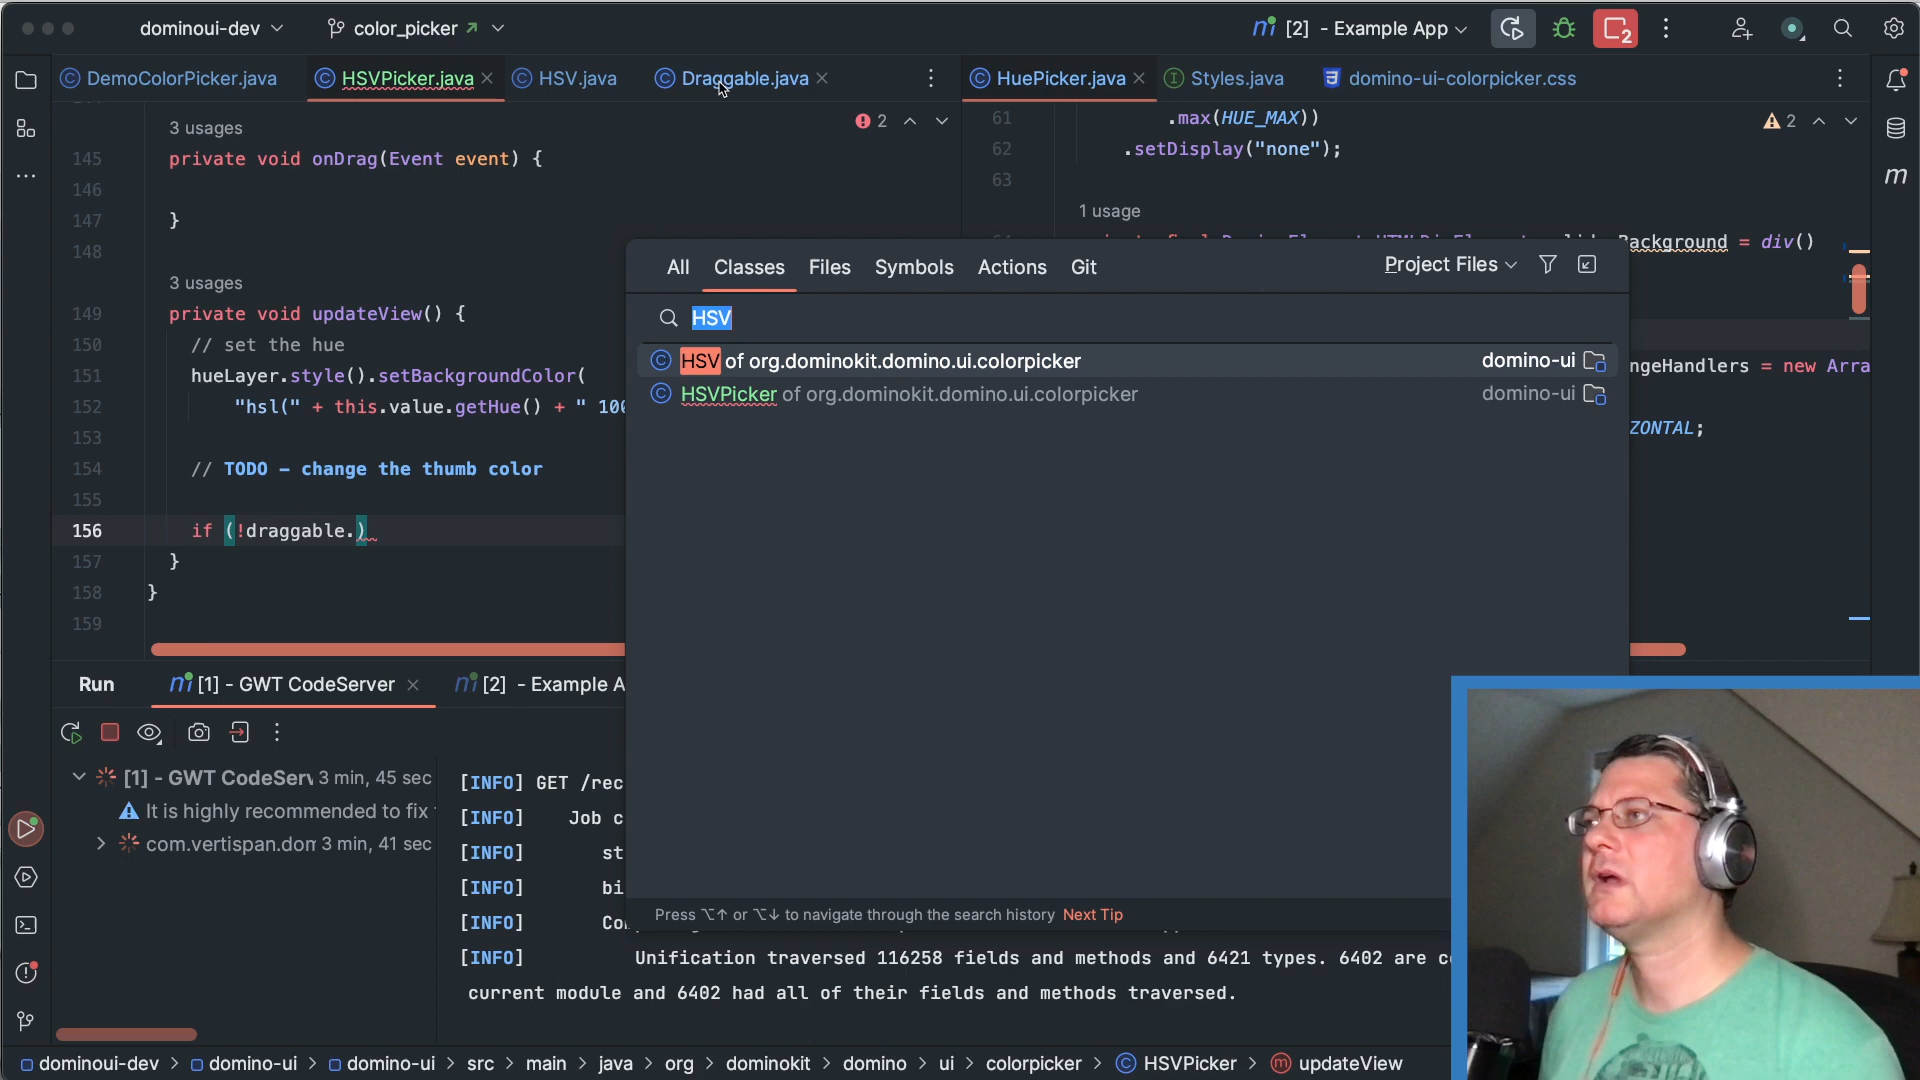 dominoui-dev
color_picker
[2] - Example App
2
DemoColorPicker.java
HSVPicker.java
HSV.java
Draggable.java
HuePicker.java
Styles.java
domino-ui-colorpicker.css
3 usages
2
145 private void onDrag(Event event) {
146
147 }
148
3 usages
149 private void updateView() {
150 // set the hue
151 hueLayer.style().setBackgroundColor(
152 "hsl(" + this.value.getHue() + " 100
153
154 // TODO – change the thumb color
155
156 if (!draggable.)
157 }
158 }
159
61 .max(HUE_MAX))
62 .setDisplay("none");
63
2
1 usage
Background = div()
ngeHandlers = new Arra
ZONTAL;
m
All Classes Files Symbols Actions Git
Project Files
HSV
HSV of org.dominokit.domino.ui.colorpicker domino-ui
HSVPicker of org.dominokit.domino.ui.colorpicker domino-ui
Press ⌥↑ or ⌥↓ to navigate through the search history Next Tip
Run
[1] - GWT CodeServer
[2] - Example A
[1] - GWT CodeServ 3 min, 45 sec
It is highly recommended to fix
com.vertispan.dom 3 min, 41 sec
[INFO] GET /rec
[INFO] Job c
[INFO] st
[INFO] bi
[INFO] Co
[INFO] Unification traversed 116258 fields and methods and 6421 types. 6402 are c
current module and 6402 had all of their fields and methods traversed.
dominoui-dev > domino-ui > domino-ui > src > main > java > org > dominokit > domino > ui > colorpicker > HSVPicker > updateView